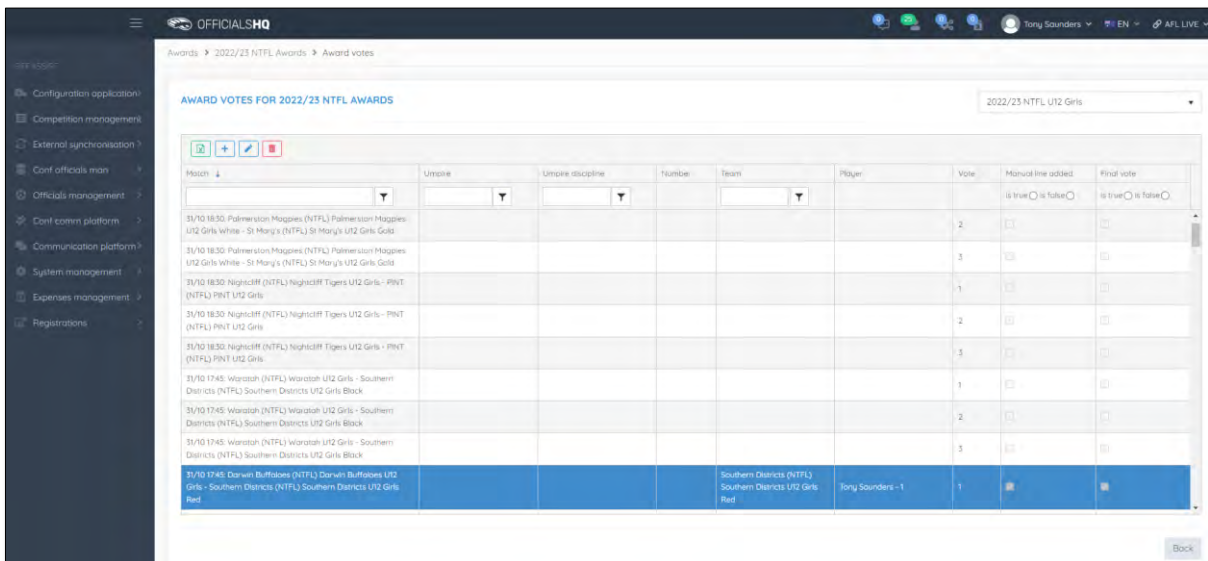 OFFICIALSHQ
25
Tony Saunders
EN
AFL LIVE
Awards > 2022/23 NTFL Awards > Award votes
Configuration application
Competition management
External synchronisation
Conf officials man
Officials management
Conf comm platform
Communication platform
System management
Expenses management
Registrations
AWARD VOTES FOR 2022/23 NTFL AWARDS
2022/23 NTFL U12 Girls
Match Umpire Umpire discipline Number Team Player Vote Manual line added Final vote
is true is false is true is false
31/10 18:30: Palmerston Magpies (NTFL) Palmerston Magpies
U12 Girls White - St Mary's (NTFL) St Mary's U12 Girls Gold
2
31/10 18:30: Palmerston Magpies (NTFL) Palmerston Magpies
U12 Girls White - St Mary's (NTFL) St Mary's U12 Girls Gold
3
31/10 18:30: Nightcliff (NTFL) Nightcliff Tigers U12 Girls - PINT
(NTFL) PINT U12 Girls
1
31/10 18:30: Nightcliff (NTFL) Nightcliff Tigers U12 Girls - PINT
(NTFL) PINT U12 Girls
2
31/10 18:30: Nightcliff (NTFL) Nightcliff Tigers U12 Girls - PINT
(NTFL) PINT U12 Girls
3
31/10 17:45: Waratah (NTFL) Waratah U12 Girls - Southern
Districts (NTFL) Southern Districts U12 Girls Black
1
31/10 17:45: Waratah (NTFL) Waratah U12 Girls - Southern
Districts (NTFL) Southern Districts U12 Girls Black
2
31/10 17:45: Waratah (NTFL) Waratah U12 Girls - Southern
Districts (NTFL) Southern Districts U12 Girls Black
3
31/10 17:45: Darwin Buffaloes (NTFL) Darwin Buffaloes U12
Girls - Southern Districts (NTFL) Southern Districts U12 Girls
Red
Southern Districts (NTFL)
Southern Districts U12 Girls
Red
Tony Saunders - 1
1
Back